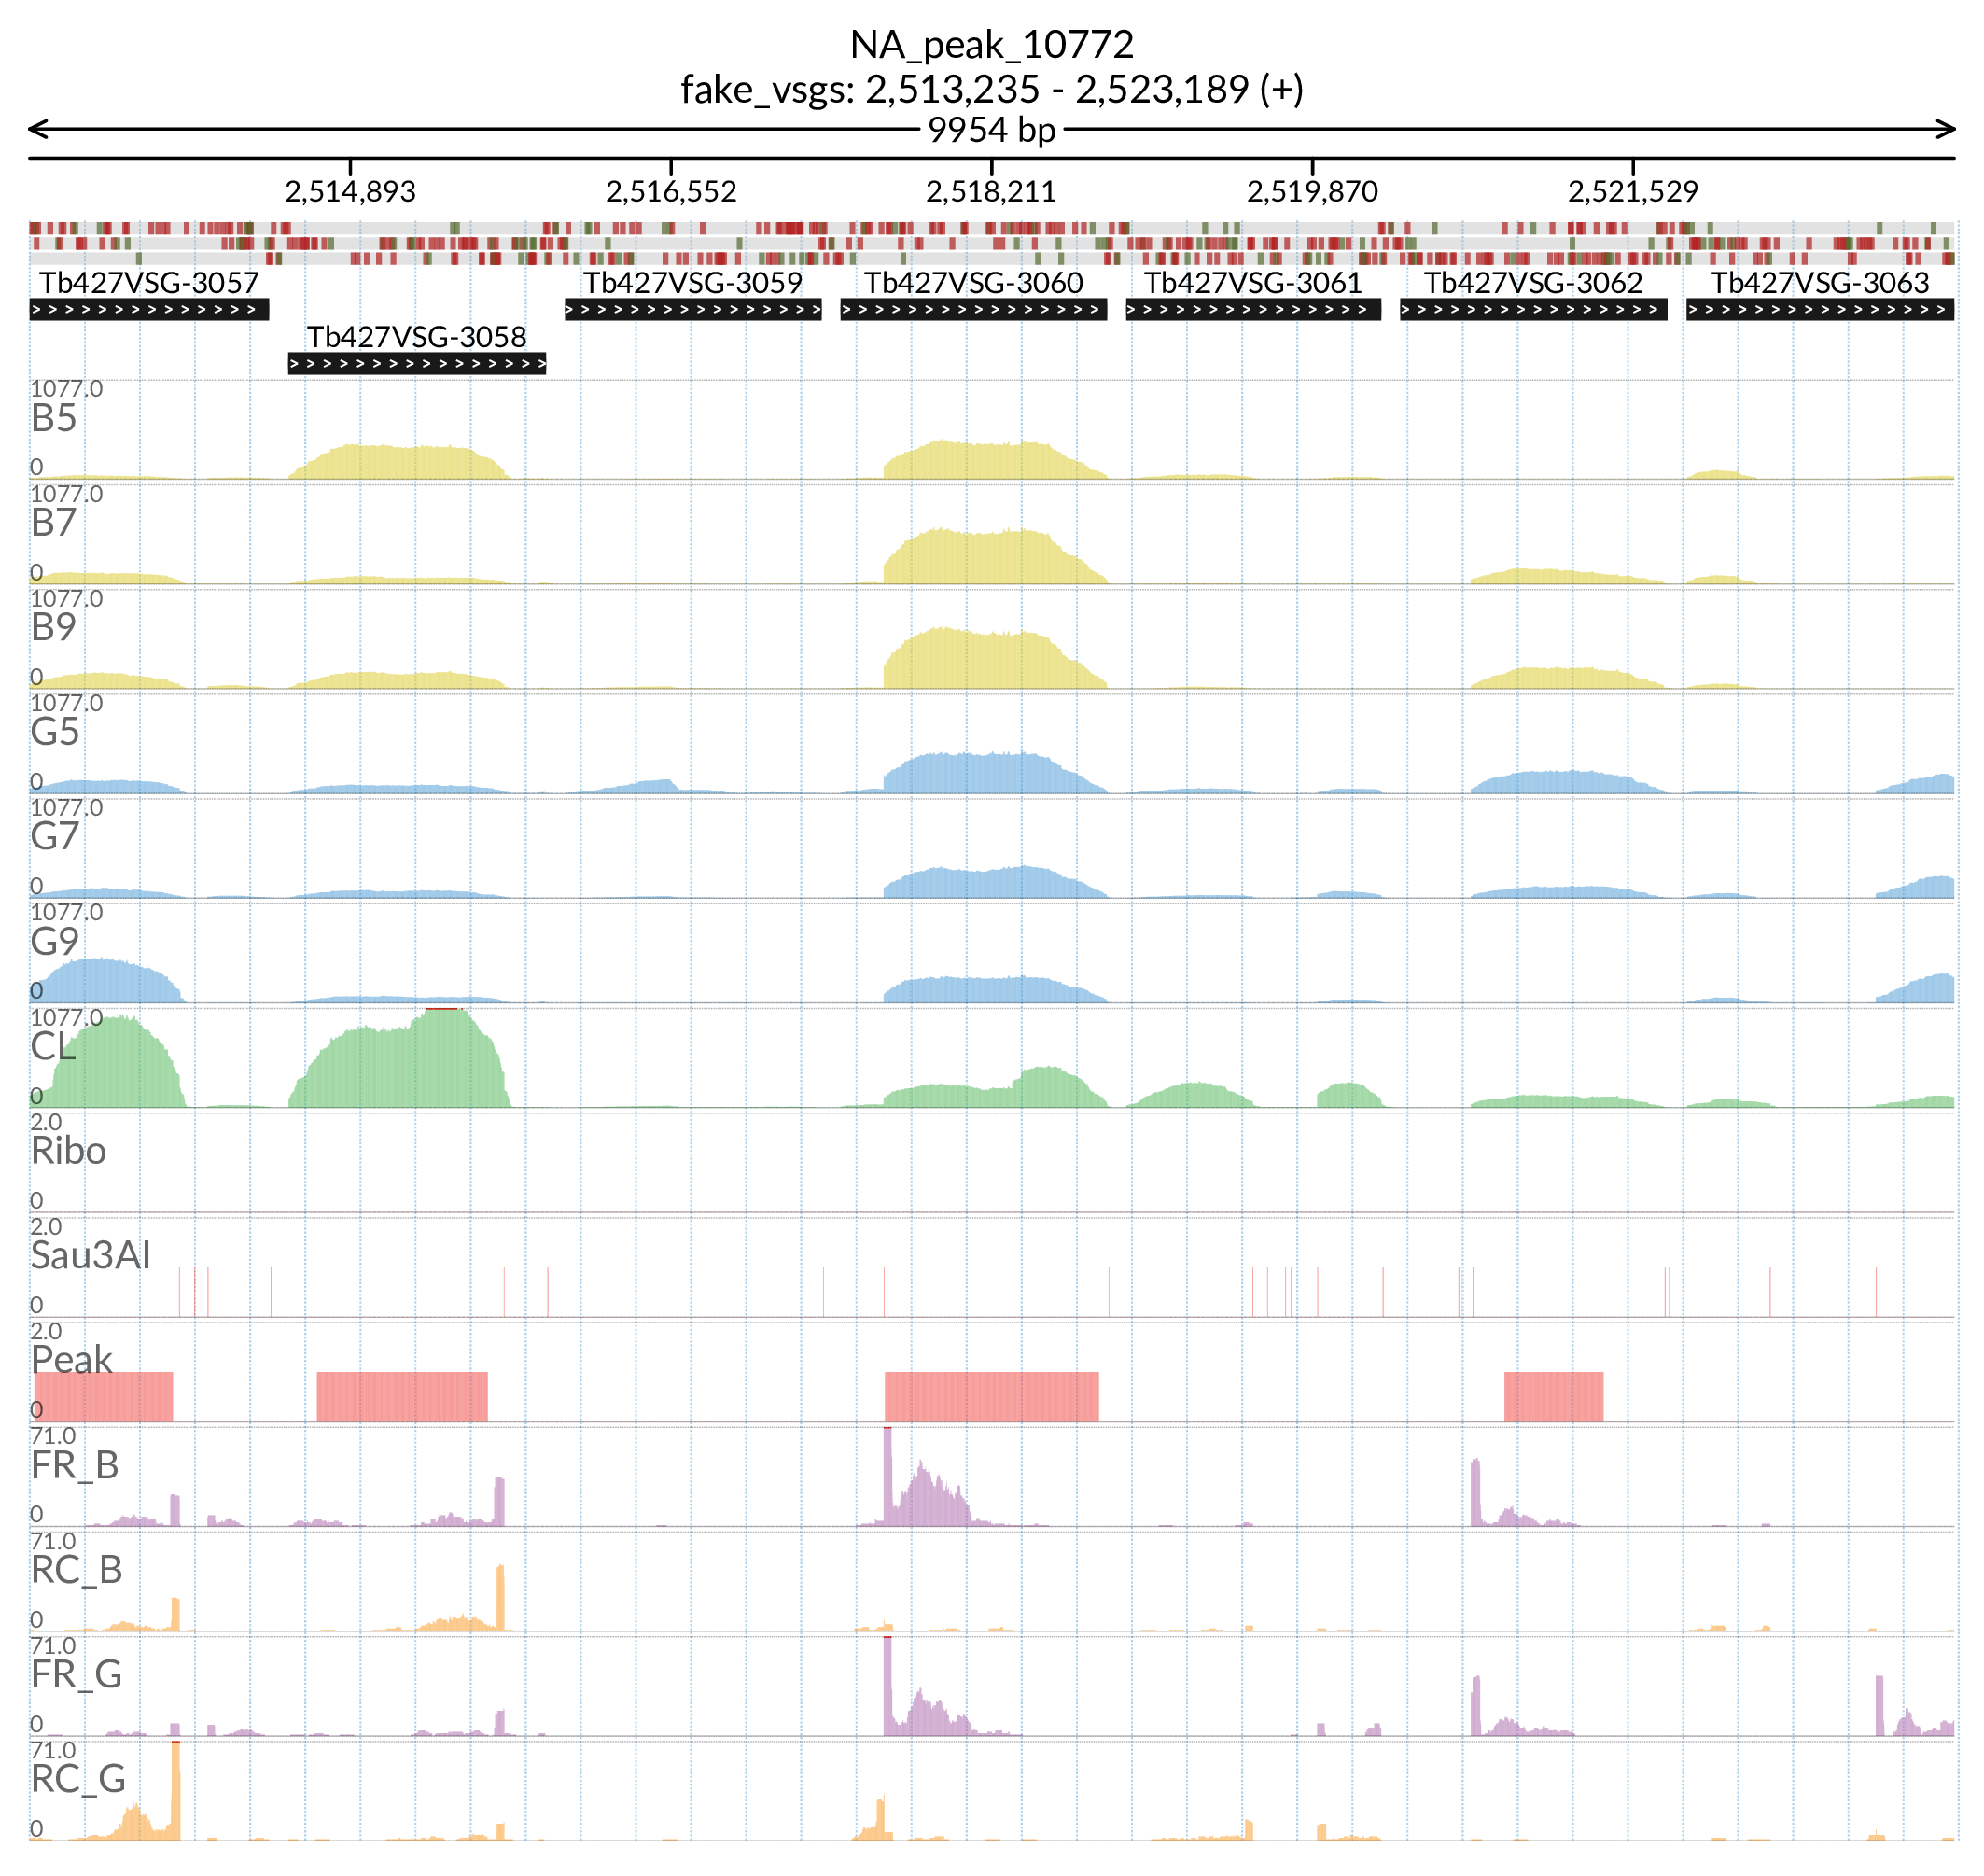 NA_peak_10772
fake_vsgs: 2,513,235 - 2,523,189 (+)
9954 bp
2,514,893 2,516,552 2,518,211 2,519,870 2,521,529
Tb427VSG-3057 Tb427VSG-3059 Tb427VSG-3060 Tb427VSG-3061 Tb427VSG-3062 Tb427VSG-3063
Tb427VSG-3058
1077.0
B5
0
1077.0
B7
0
1077.0
B9
0
1077.0
G5
0
1077.0
G7
0
1077.0
G9
0
1077.0
CL
0
2.0
Ribo
0
2.0
Sau3AI
0
2.0
Peak
0
71.0
FR_B
0
71.0
RC_B
0
71.0
FR_G
0
71.0
RC_G
0